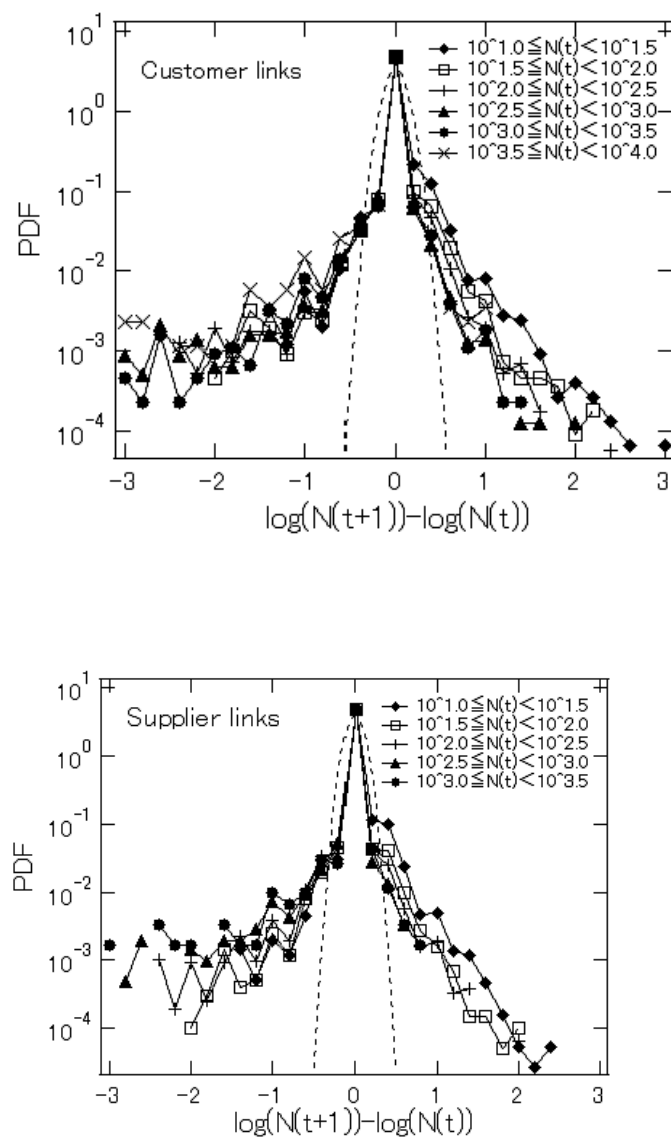 10^1
Customer links
10^1.0≦N(t)<10^1.5
10^1.5≦N(t)<10^2.0
10^2.0≦N(t)<10^2.5
10^2.5≦N(t)<10^3.0
10^3.0≦N(t)<10^3.5
10^3.5≦N(t)<10^4.0
10^0
10^-1
PDF
10^-2
10^-3
10^-4
-3 -2 -1 0 1 2 3
log(N(t+1))-log(N(t))
10^1
Supplier links
10^1.0≦N(t)<10^1.5
10^1.5≦N(t)<10^2.0
10^2.0≦N(t)<10^2.5
10^2.5≦N(t)<10^3.0
10^3.0≦N(t)<10^3.5
10^0
10^-1
PDF
10^-2
10^-3
10^-4
-3 -2 -1 0 1 2 3
log(N(t+1))-log(N(t))